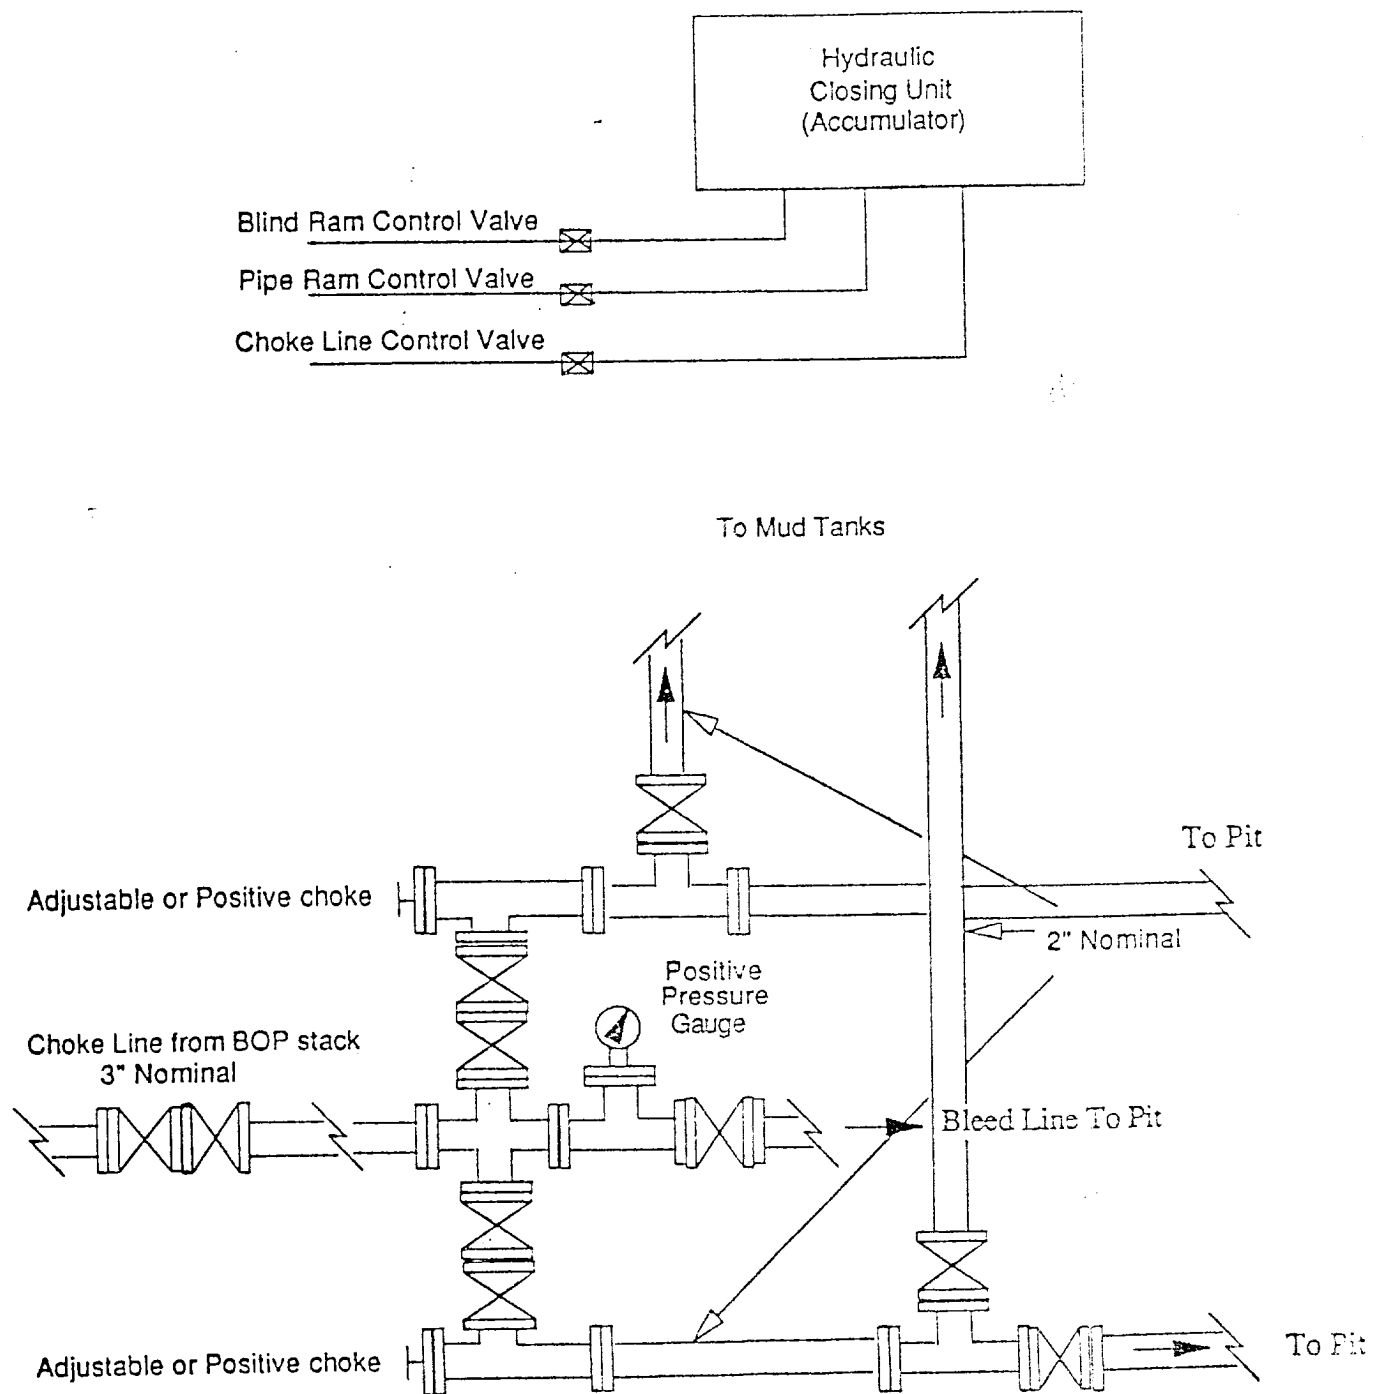 Hydraulic
Closing Unit
(Accumulator)
Blind Ram Control Valve
Pipe Ram Control Valve
Choke Line Control Valve
To Mud Tanks
To Pit
Adjustable or Positive choke
2" Nominal
Positive
Pressure
Gauge
Choke Line from BOP stack
3" Nominal
Bleed Line To Pit
To Pit
Adjustable or Positive choke